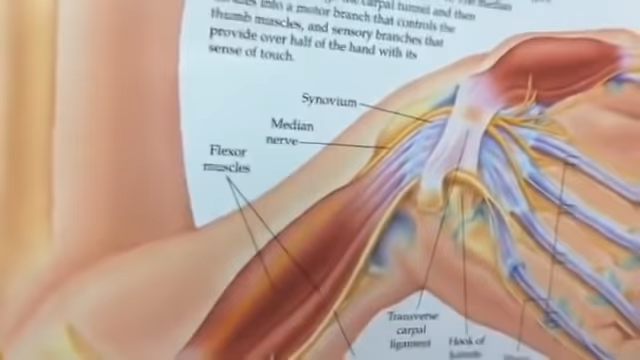 the carpal tunnel and then
into a motor branch that controls the
thumb muscles, and sensory branches that
provide over half of the hand with its
sense of touch.
Synovium
Median
nerve
Flexor
muscles
Transverse
carpal
ligament
Hook of